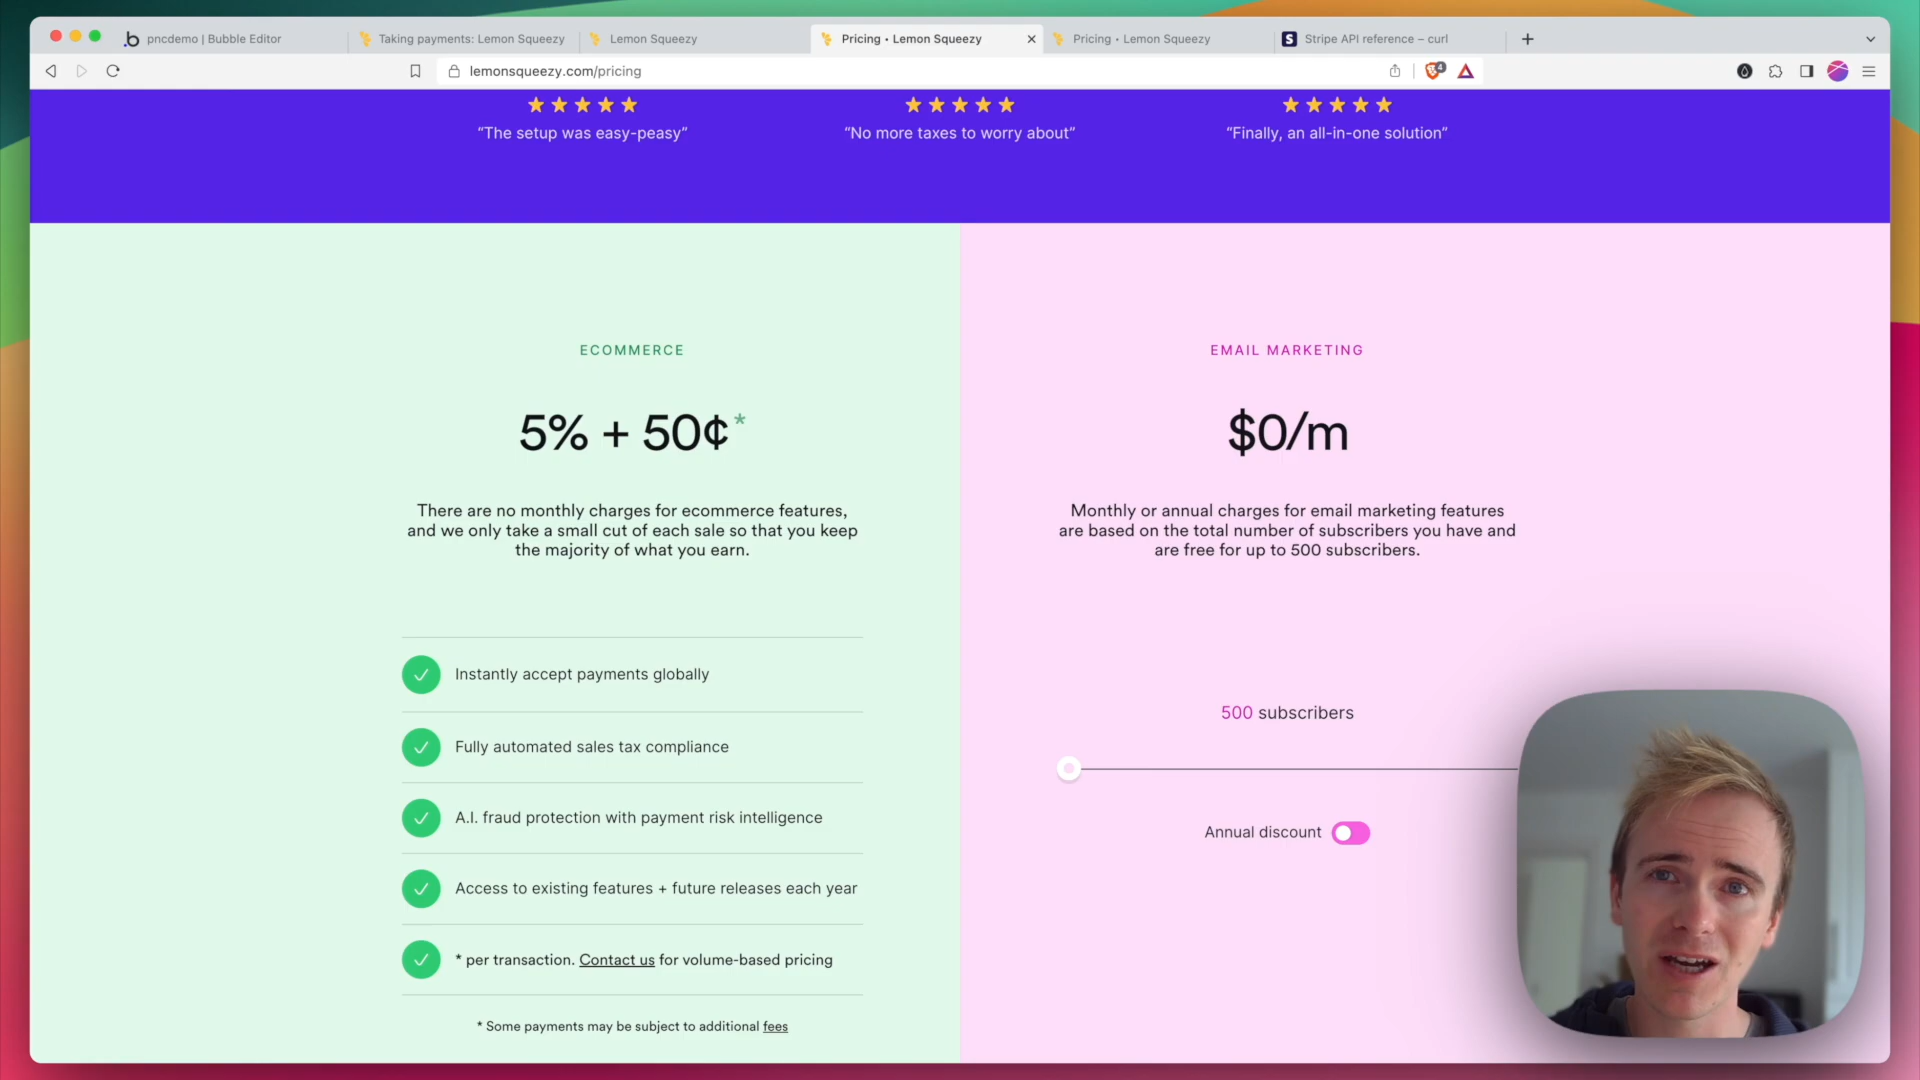 pncdemo | Bubble Editor
Taking payments: Lemon Squeezy
Lemon Squeezy
Pricing • Lemon Squeezy
Pricing • Lemon Squeezy
Stripe API reference – curl
lemonsqueezy.com/pricing
4
“The setup was easy-peasy”
“No more taxes to worry about”
“Finally, an all-in-one solution”
ECOMMERCE
5% + 50¢*
There are no monthly charges for ecommerce features,
and we only take a small cut of each sale so that you keep
the majority of what you earn.
Instantly accept payments globally
Fully automated sales tax compliance
A.I. fraud protection with payment risk intelligence
Access to existing features + future releases each year
* per transaction. Contact us for volume-based pricing
* Some payments may be subject to additional fees
EMAIL MARKETING
$0/m
Monthly or annual charges for email marketing features
are based on the total number of subscribers you have and
are free for up to 500 subscribers.
500 subscribers
Annual discount